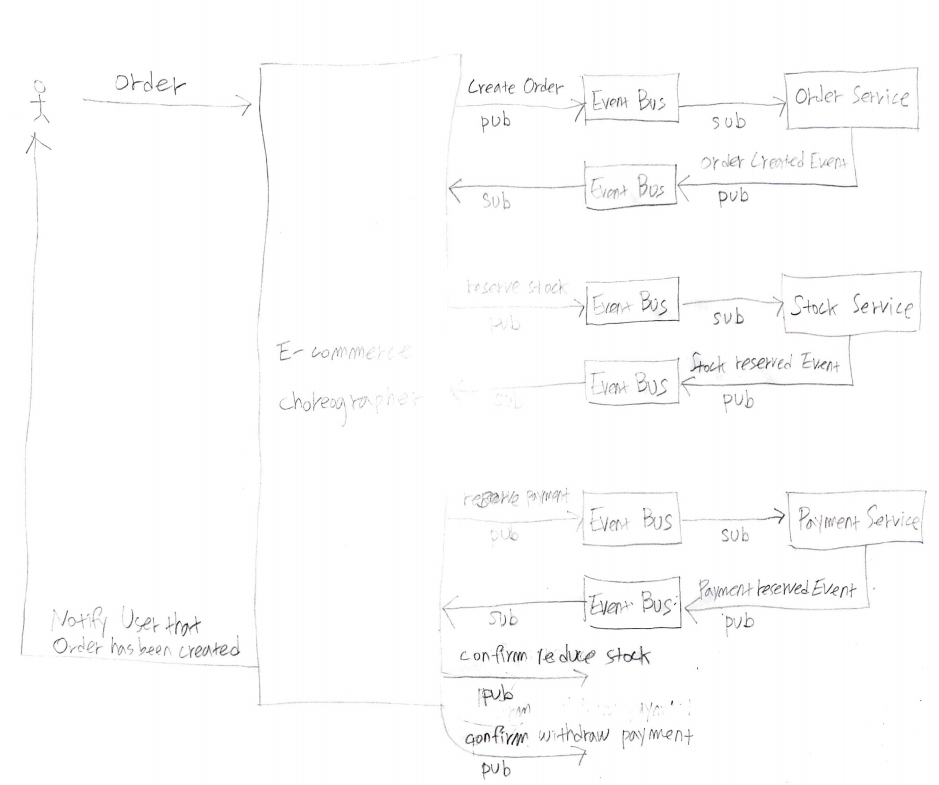 Order
Create Order
pub
Event Bus
sub
Order Service
Order Created Event
sub
Event Bus
pub
reserve stock
pub
Event Bus
sub
Stock Service
E-commerce
choreographer
Stock reserved Event
sub
Event Bus
pub
reserve payment
pub
Event Bus
sub
Payment Service
Payment reserved Event
sub
Event Bus
pub
Notify User that
Order has been created
confirm reduce stock
pub
confirm withdraw payment
pub